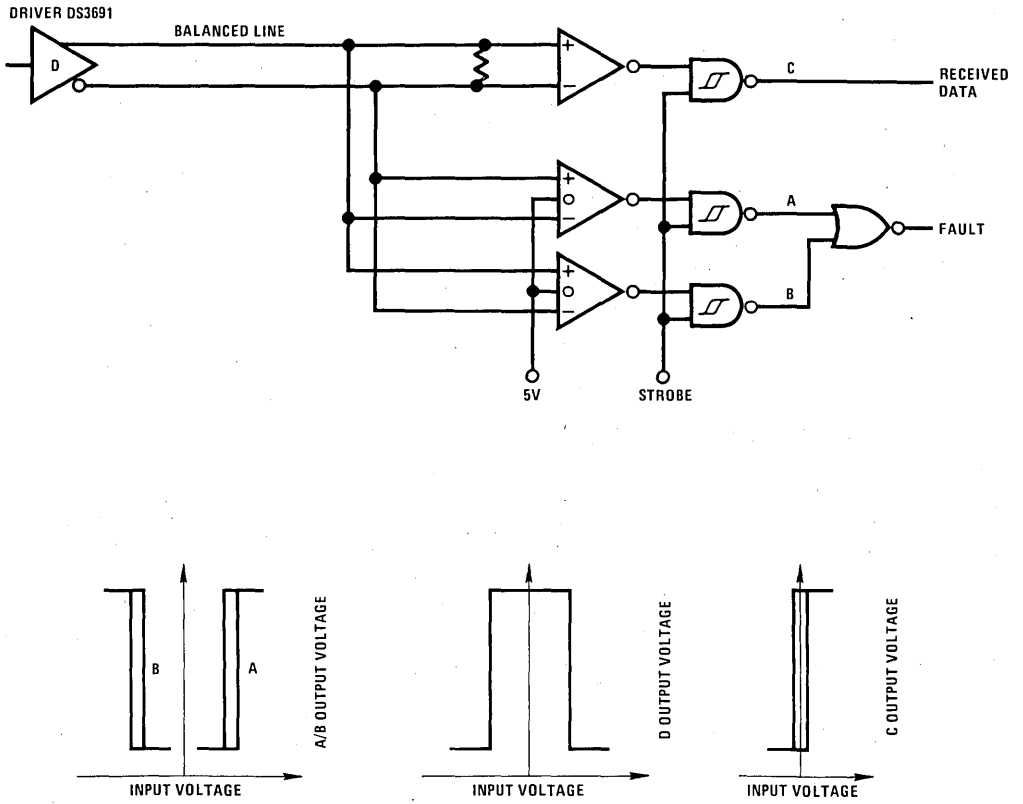 DRIVER DS3691
BALANCED LINE
D
+
−
C
RECEIVED
DATA
+
O
−
A
FAULT
+
O
−
B
5V
STROBE
B
A
A/B OUTPUT VOLTAGE
INPUT VOLTAGE
D OUTPUT VOLTAGE
INPUT VOLTAGE
C OUTPUT VOLTAGE
INPUT VOLTAGE